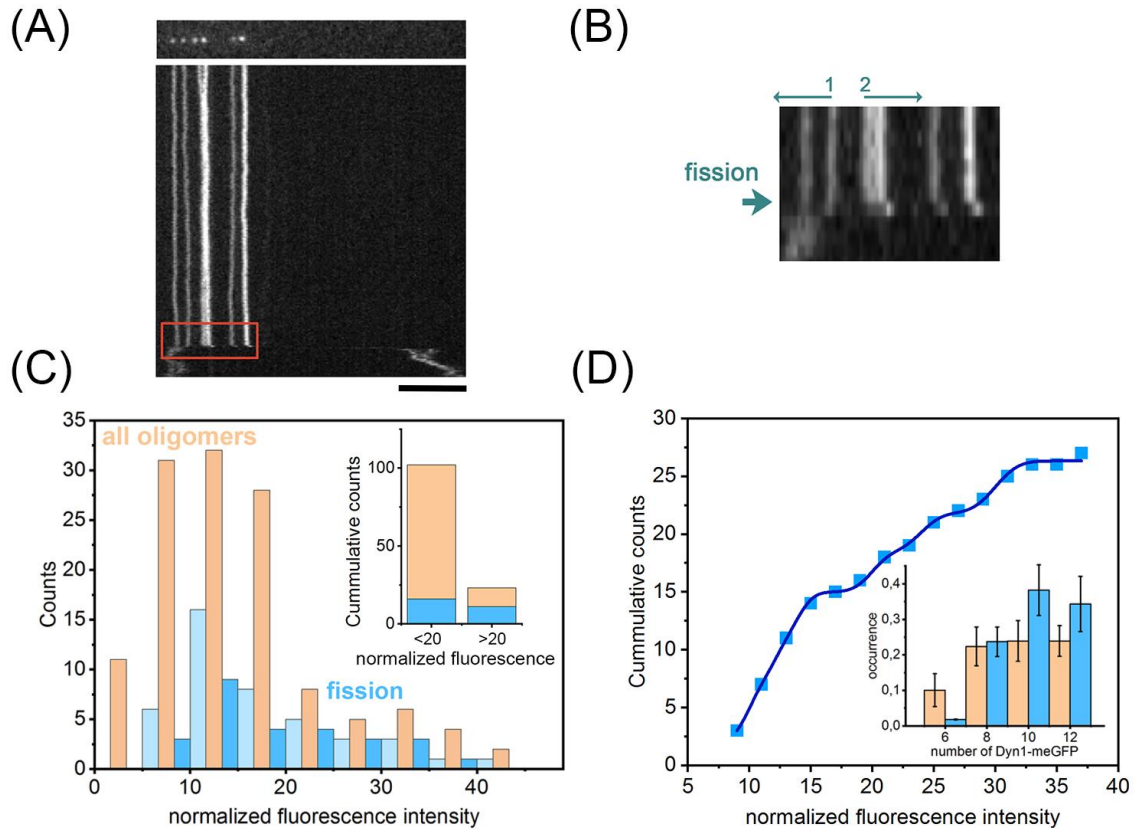 (A)
(B)
1 2
fission
(C)
(D)
35
30
25
20
15
10
5
0
Counts
all oligomers
fission
0 10 20 30 40
normalized fluorescence intensity
100
50
0
Cummulative counts
<20 >20
normalized fluorescence
30
25
20
15
10
5
0
Cummulative counts
5 10 15 20 25 30 35 40
normalized fluorescence intensity
0,4
0,3
0,2
0,1
0,0
occurrence
6 8 10 12
number of Dyn1-meGFP